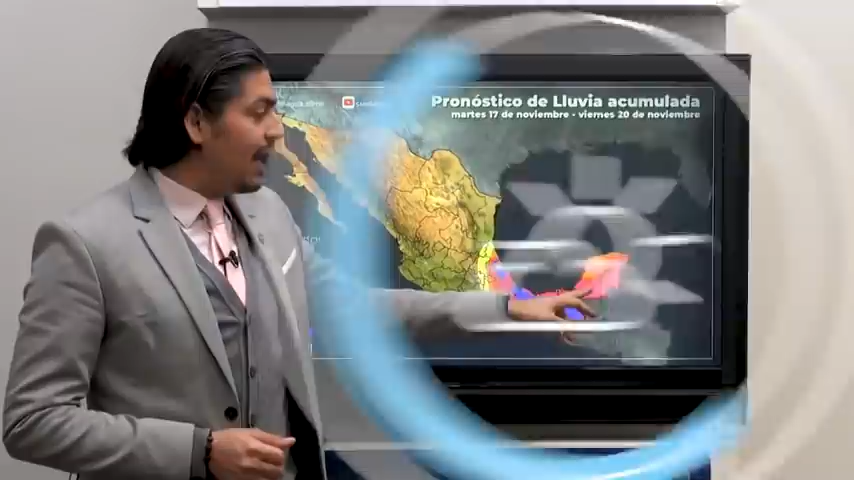 Pronóstico de Lluvia acumulada
martes 17 de noviembre - viernes 20 de noviembre